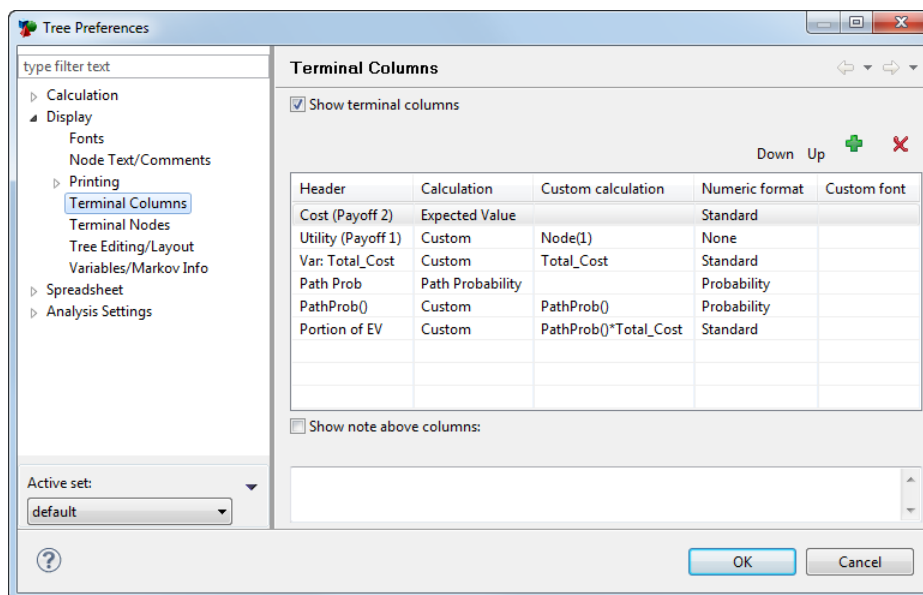 Tree Preferences
type filter text
Calculation
Display
Fonts
Node Text/Comments
Printing
Terminal Columns
Terminal Nodes
Tree Editing/Layout
Variables/Markov Info
Spreadsheet
Analysis Settings
Active set:
default
Terminal Columns
Show terminal columns
Down Up
Header Calculation Custom calculation Numeric format Custom font
Cost (Payoff 2) Expected Value Standard
Utility (Payoff 1) Custom Node(1) None
Var: Total_Cost Custom Total_Cost Standard
Path Prob Path Probability Probability
PathProb() Custom PathProb() Probability
Portion of EV Custom PathProb()*Total_Cost Standard
Show note above columns:
?
OK Cancel